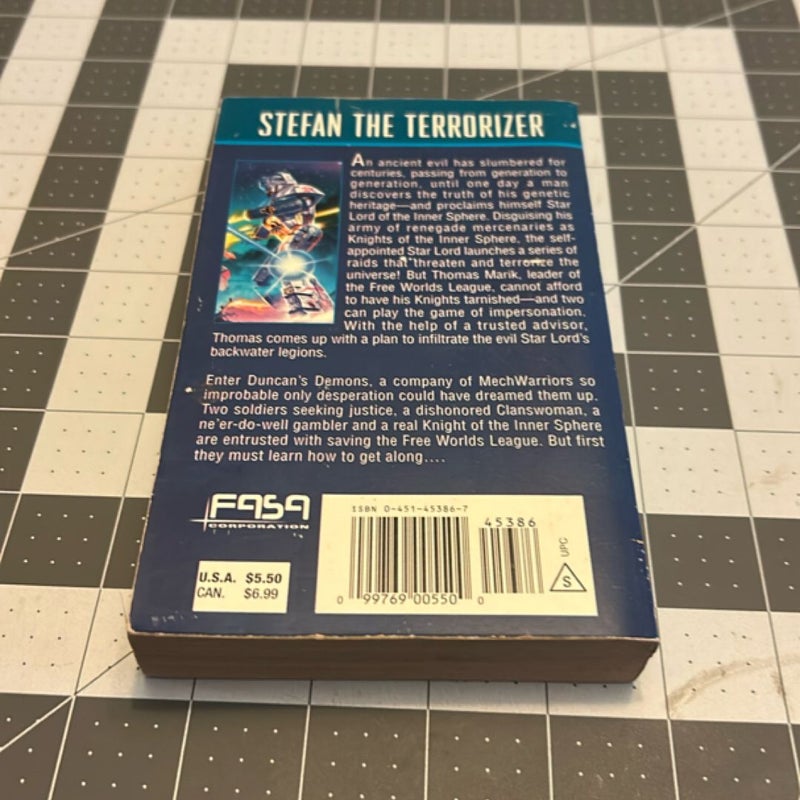 STEFAN THE TERRORIZER
An ancient evil has slumbered for
centuries, passing from generation to
generation, until one day a man
discovers the truth of his genetic
heritage—and proclaims himself Star
Lord of the Inner Sphere. Disguising his
army of renegade mercenaries as
Knights of the Inner Sphere, the self-
appointed Star Lord launches a series of
raids that threaten and terrorize the
universe! But Thomas Marik, leader of
the Free Worlds League, cannot afford
to have his Knights tarnished—and two
can play the game of impersonation.
With the help of a trusted advisor,
Thomas comes up with a plan to infiltrate the evil Star Lord's
backwater legions.
Enter Duncan's Demons, a company of MechWarriors so
improbable only desperation could have dreamed them up.
Two soldiers seeking justice, a dishonored Clanswoman, a
ne'er-do-well gambler and a real Knight of the Inner Sphere
are entrusted with saving the Free Worlds League. But first
they must learn how to get along....
FASA
CORPORATION
U.S.A. $5.50
CAN. $6.99
ISBN 0-451-45386-7
45386
0 99769 00550 0
UPC
S